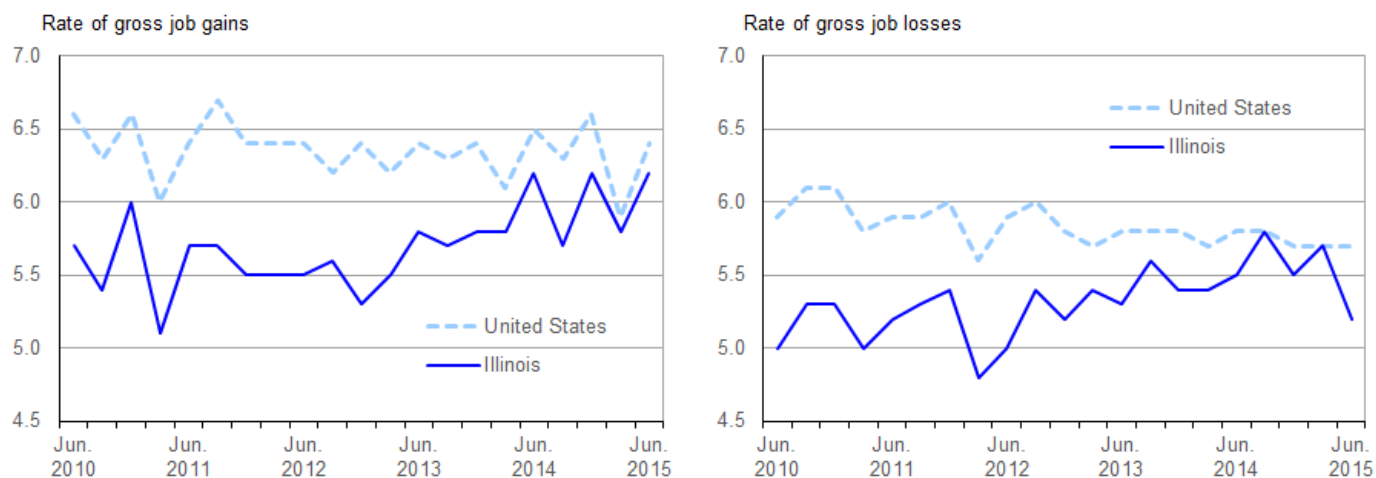 Rate of gross job gains
7.0
6.5
6.0
5.5
5.0
4.5
United States
Illinois
Jun. Jun. Jun. Jun. Jun. Jun.
2010 2011 2012 2013 2014 2015
Rate of gross job losses
7.0
6.5
6.0
5.5
5.0
4.5
United States
Illinois
Jun. Jun. Jun. Jun. Jun. Jun.
2010 2011 2012 2013 2014 2015